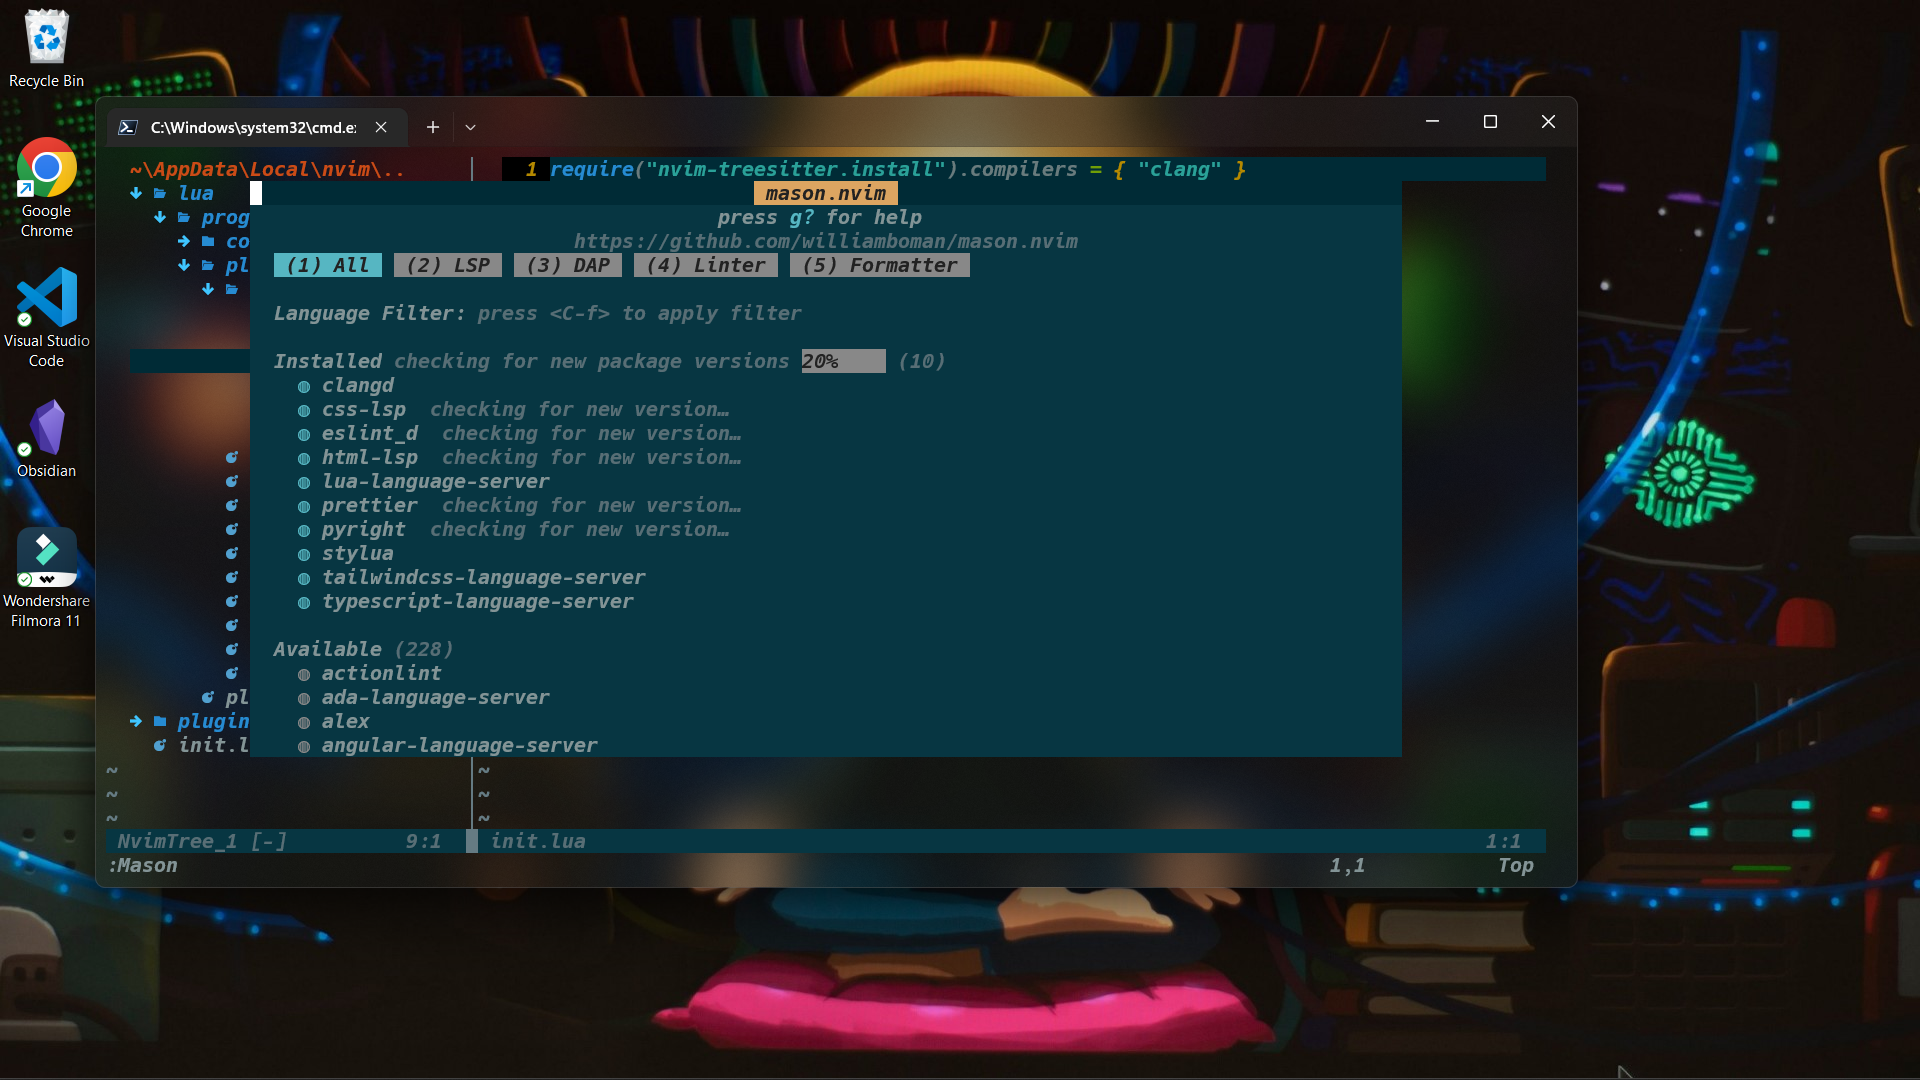 Recycle Bin
Google
Chrome
Visual Studio
Code
Obsidian
Wondershare
Filmora 11
C:\Windows\system32\cmd.e
~\AppData\Local\nvim\..
1 require("nvim-treesitter.install").compilers = { "clang" }
lua
mason.nvim
prog
press g? for help
co
https://github.com/williamboman/mason.nvim
pl
(1) All (2) LSP (3) DAP (4) Linter (5) Formatter
Language Filter: press <C-f> to apply filter
Installed checking for new package versions 20% (10)
clangd
css-lsp checking for new version…
eslint_d checking for new version…
html-lsp checking for new version…
lua-language-server
prettier checking for new version…
pyright checking for new version…
stylua
tailwindcss-language-server
typescript-language-server
Available (228)
actionlint
pl
ada-language-server
plugin
alex
init.l
angular-language-server
~ ~
~ ~
~ ~
NvimTree_1 [-] 9:1 init.lua 1:1
:Mason 1,1 Top